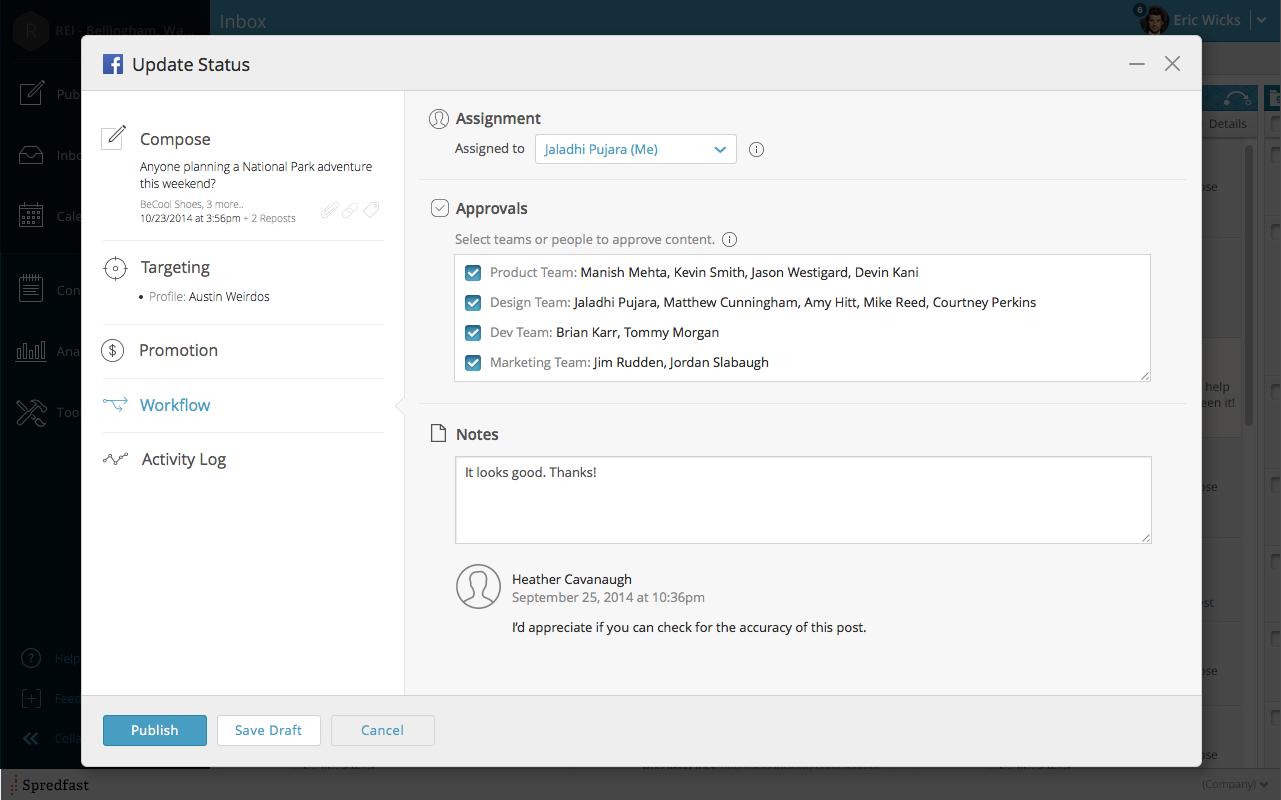 R
REI - Bellingham, Wa
Inbox
6
Eric Wicks
Update Status
Compose
Anyone planning a National Park adventure
this weekend?
BeCool Shoes, 3 more..
10/23/2014 at 3:56pm + 2 Reposts
Targeting
• Profile: Austin Weirdos
$ Promotion
Workflow
Activity Log
Assignment
Assigned to Jaladhi Pujara (Me) i
Approvals
Select teams or people to approve content. i
Product Team: Manish Mehta, Kevin Smith, Jason Westigard, Devin Kani
Design Team: Jaladhi Pujara, Matthew Cunningham, Amy Hitt, Mike Reed, Courtney Perkins
Dev Team: Brian Karr, Tommy Morgan
Marketing Team: Jim Rudden, Jordan Slabaugh
Notes
It looks good. Thanks!
Heather Cavanaugh
September 25, 2014 at 10:36pm
I'd appreciate if you can check for the accuracy of this post.
Publish
Save Draft
Cancel
Pub
Inbo
Cale
Con
Ana
Too
? Help
Feed
Colla
Details
ose
help
een it!
ose
st
ose
ose
Spredfast
(Company)